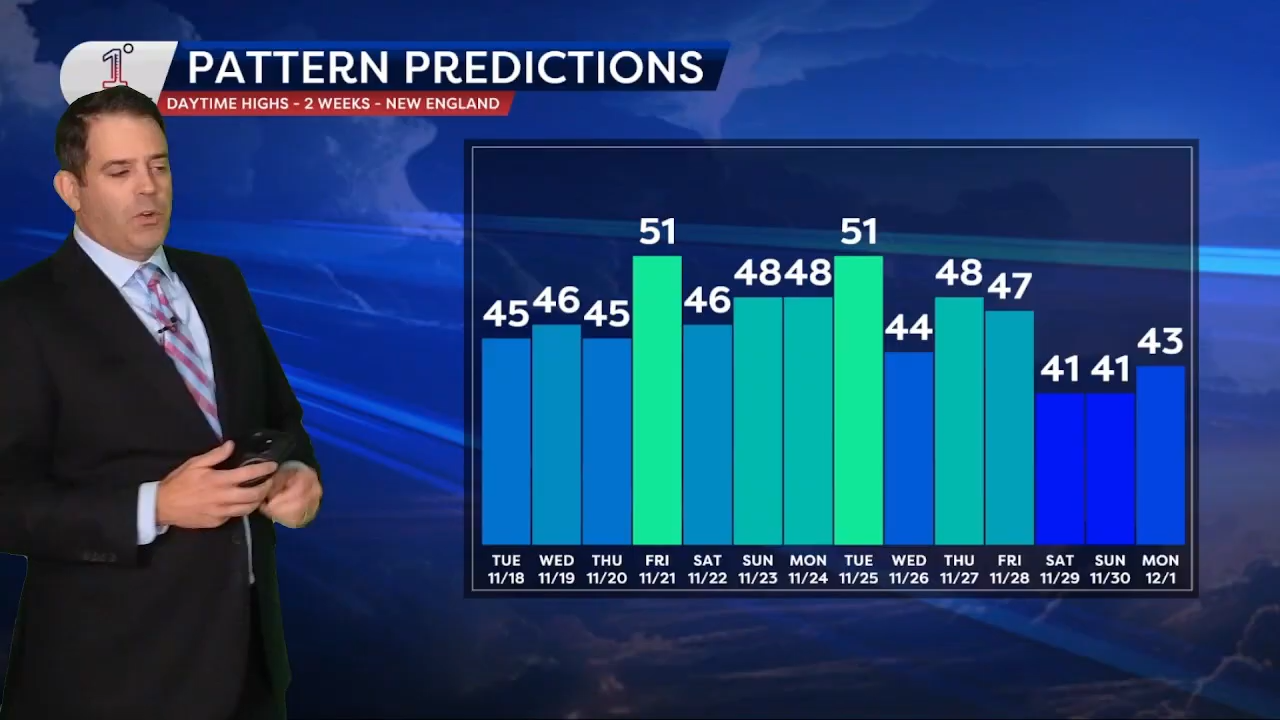 1°
PATTERN PREDICTIONS
DAYTIME HIGHS - 2 WEEKS - NEW ENGLAND
45 46 45 51 46 48 48 51 44 48 47 41 41 43
TUE WED THU FRI SAT SUN MON TUE WED THU FRI SAT SUN MON
11/18 11/19 11/20 11/21 11/22 11/23 11/24 11/25 11/26 11/27 11/28 11/29 11/30 12/1